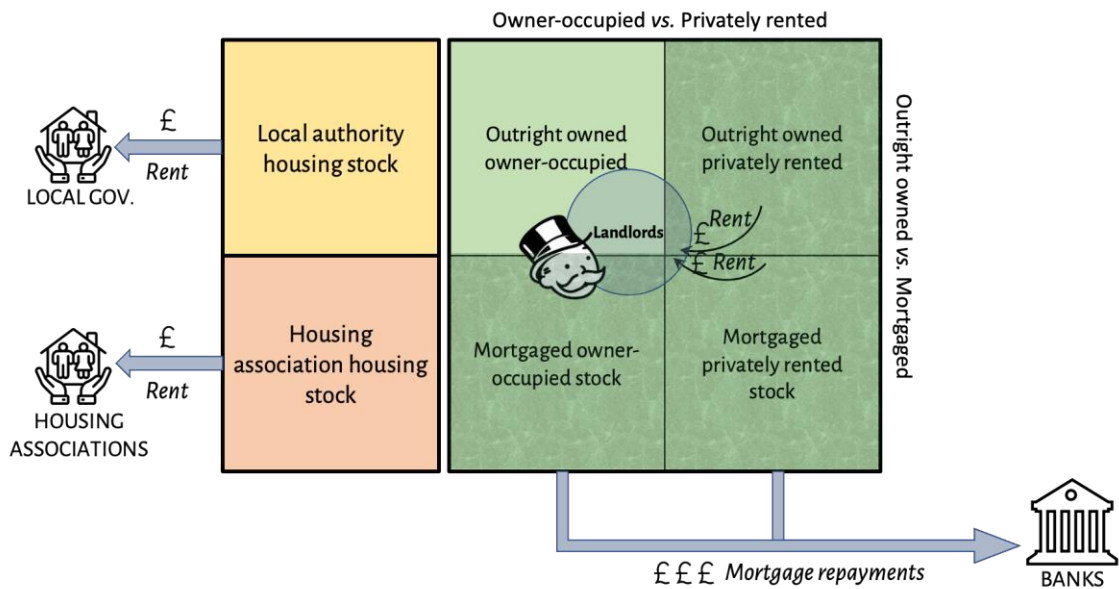 Owner-occupied vs. Privately rented
£
Rent
LOCAL GOV.
Local authority
housing stock
Outright owned
owner-occupied
Outright owned
privately rented
Outright owned vs. Mortgaged
Landlords
£ Rent
£ Rent
£
Rent
HOUSING
ASSOCIATIONS
Housing
association housing
stock
Mortgaged owner-
occupied stock
Mortgaged
privately rented
stock
£ £ £ Mortgage repayments
BANKS